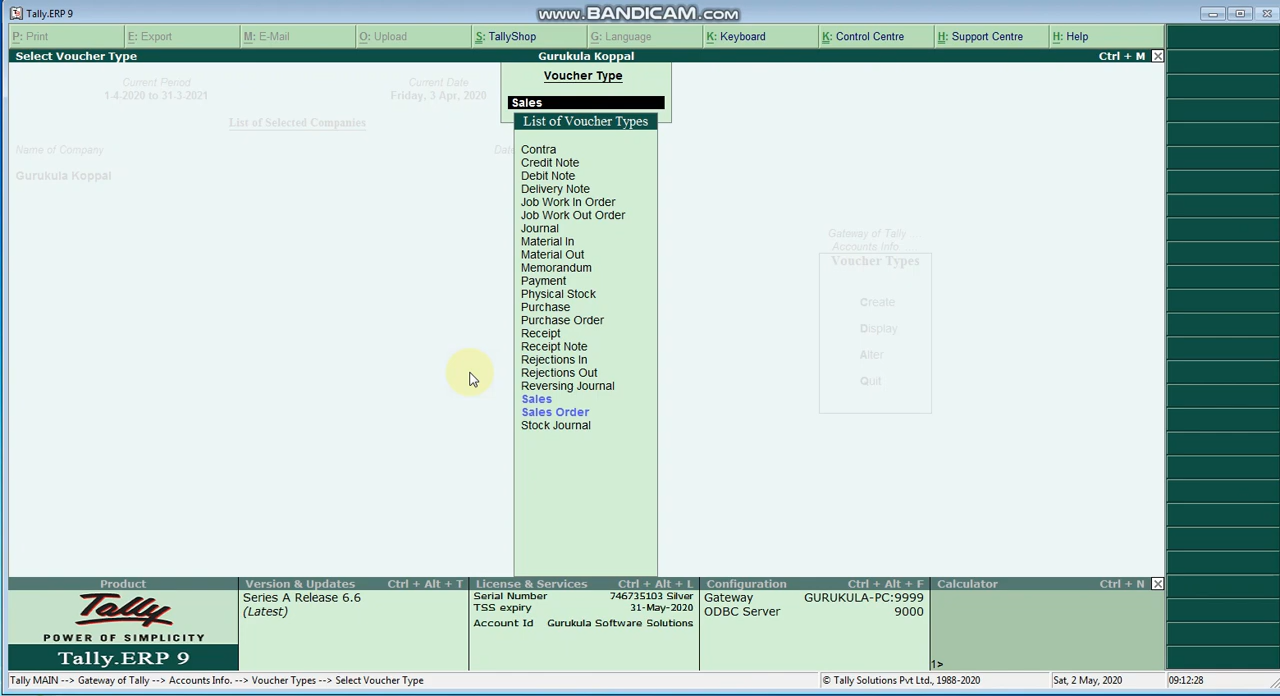 Tally.ERP 9
www.BANDICAM.com
P: Print
E: Export
M: E-Mail
O: Upload
S: TallyShop
G: Language
K: Keyboard
K: Control Centre
H: Support Centre
H: Help
Select Voucher Type
Gurukula Koppal
Ctrl + M
Current Period
1-4-2020 to 31-3-2021
Current Date
Friday, 3 Apr, 2020
List of Selected Companies
Name of Company
Gurukula Koppal
Voucher Type
Sales
List of Voucher Types
Contra
Credit Note
Debit Note
Delivery Note
Job Work In Order
Job Work Out Order
Journal
Material In
Material Out
Memorandum
Payment
Physical Stock
Purchase
Purchase Order
Receipt
Receipt Note
Rejections In
Rejections Out
Reversing Journal
Sales
Sales Order
Stock Journal
Gateway of Tally
Accounts Info
Voucher Types
Create
Display
Alter
Quit
Product
Tally
POWER OF SIMPLICITY
Tally.ERP 9
Version & Updates Ctrl + Alt + T
Series A Release 6.6
(Latest)
License & Services Ctrl + Alt + L
Serial Number 746735103 Silver
TSS expiry 31-May-2020
Account Id Gurukula Software Solutions
Configuration Ctrl + Alt + F
Gateway GURUKULA-PC:9999
ODBC Server 9000
Calculator Ctrl + N
1>
Tally MAIN --> Gateway of Tally --> Accounts Info. --> Voucher Types --> Select Voucher Type
© Tally Solutions Pvt Ltd., 1988-2020
Sat, 2 May, 2020
09:12:28